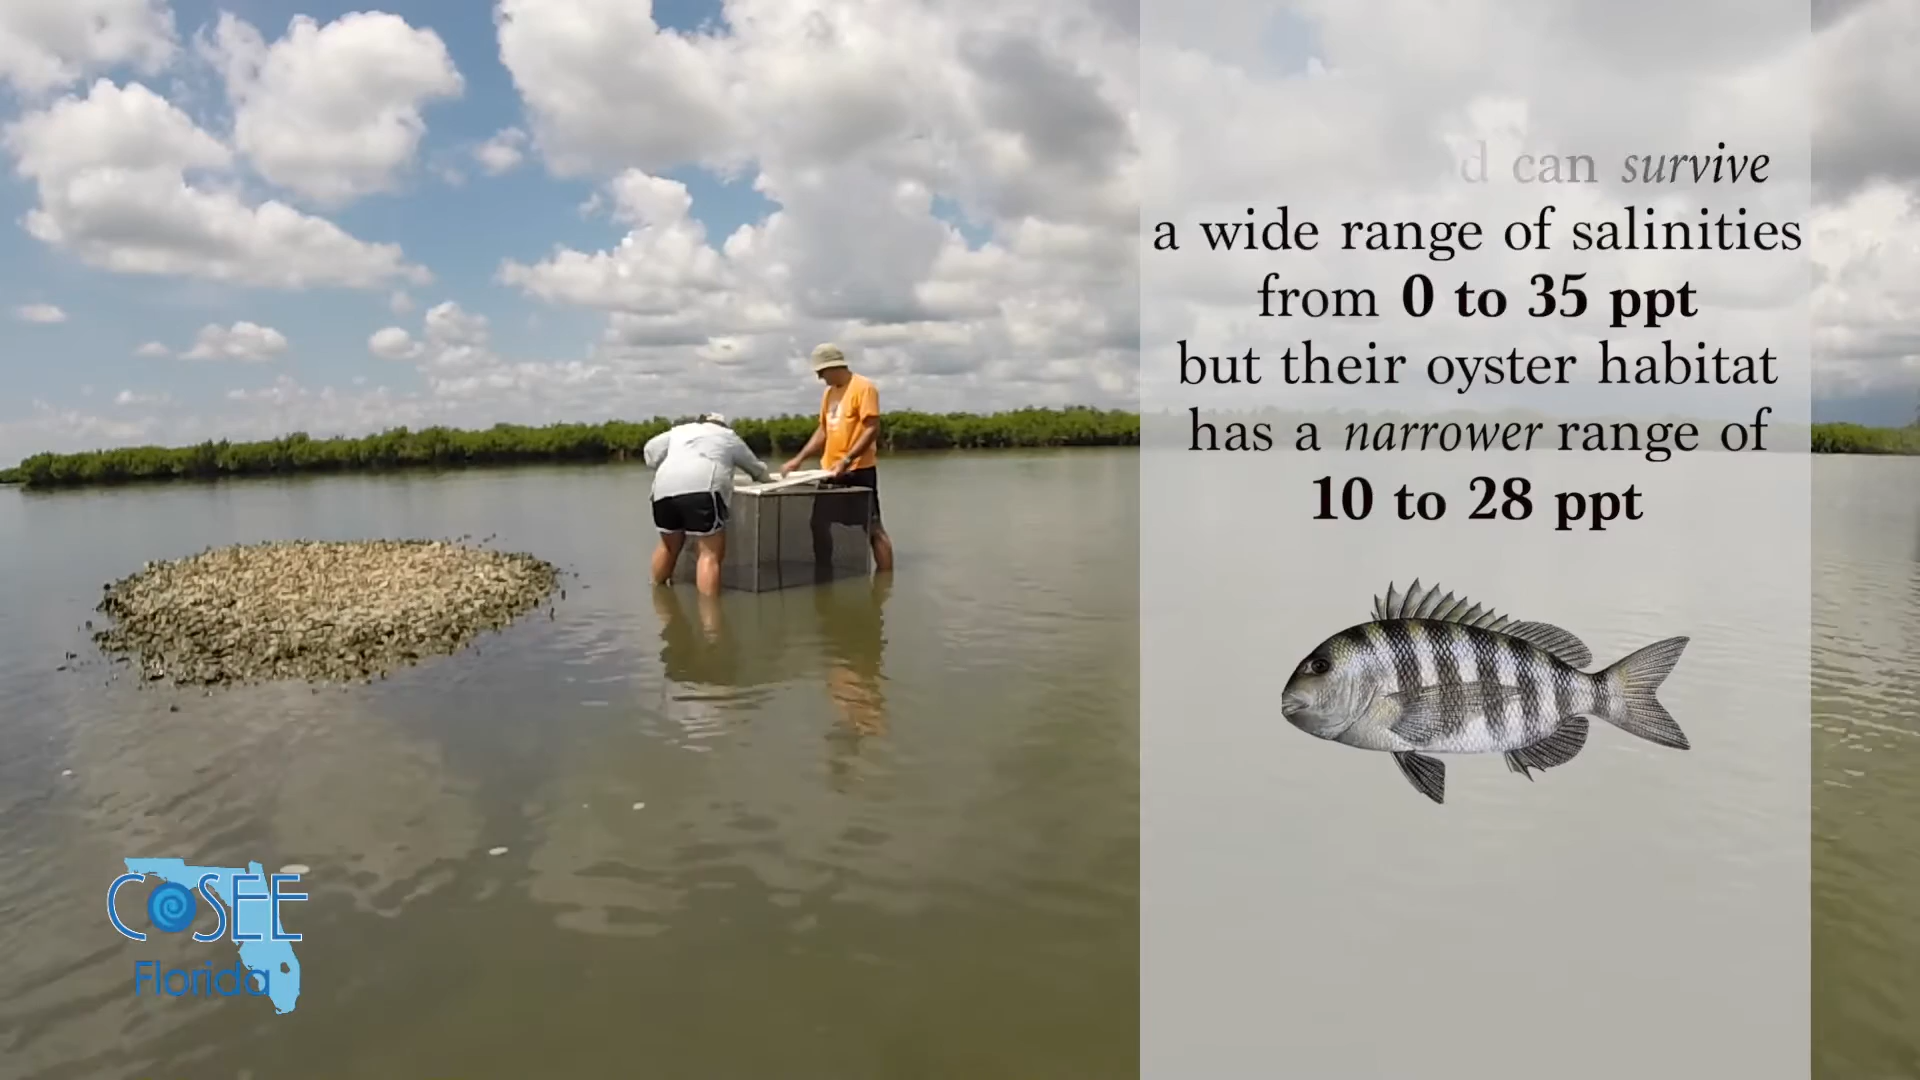 can survive
a wide range of salinities
from 0 to 35 ppt
but their oyster habitat
has a narrower range of
10 to 28 ppt
COSEE
Florida